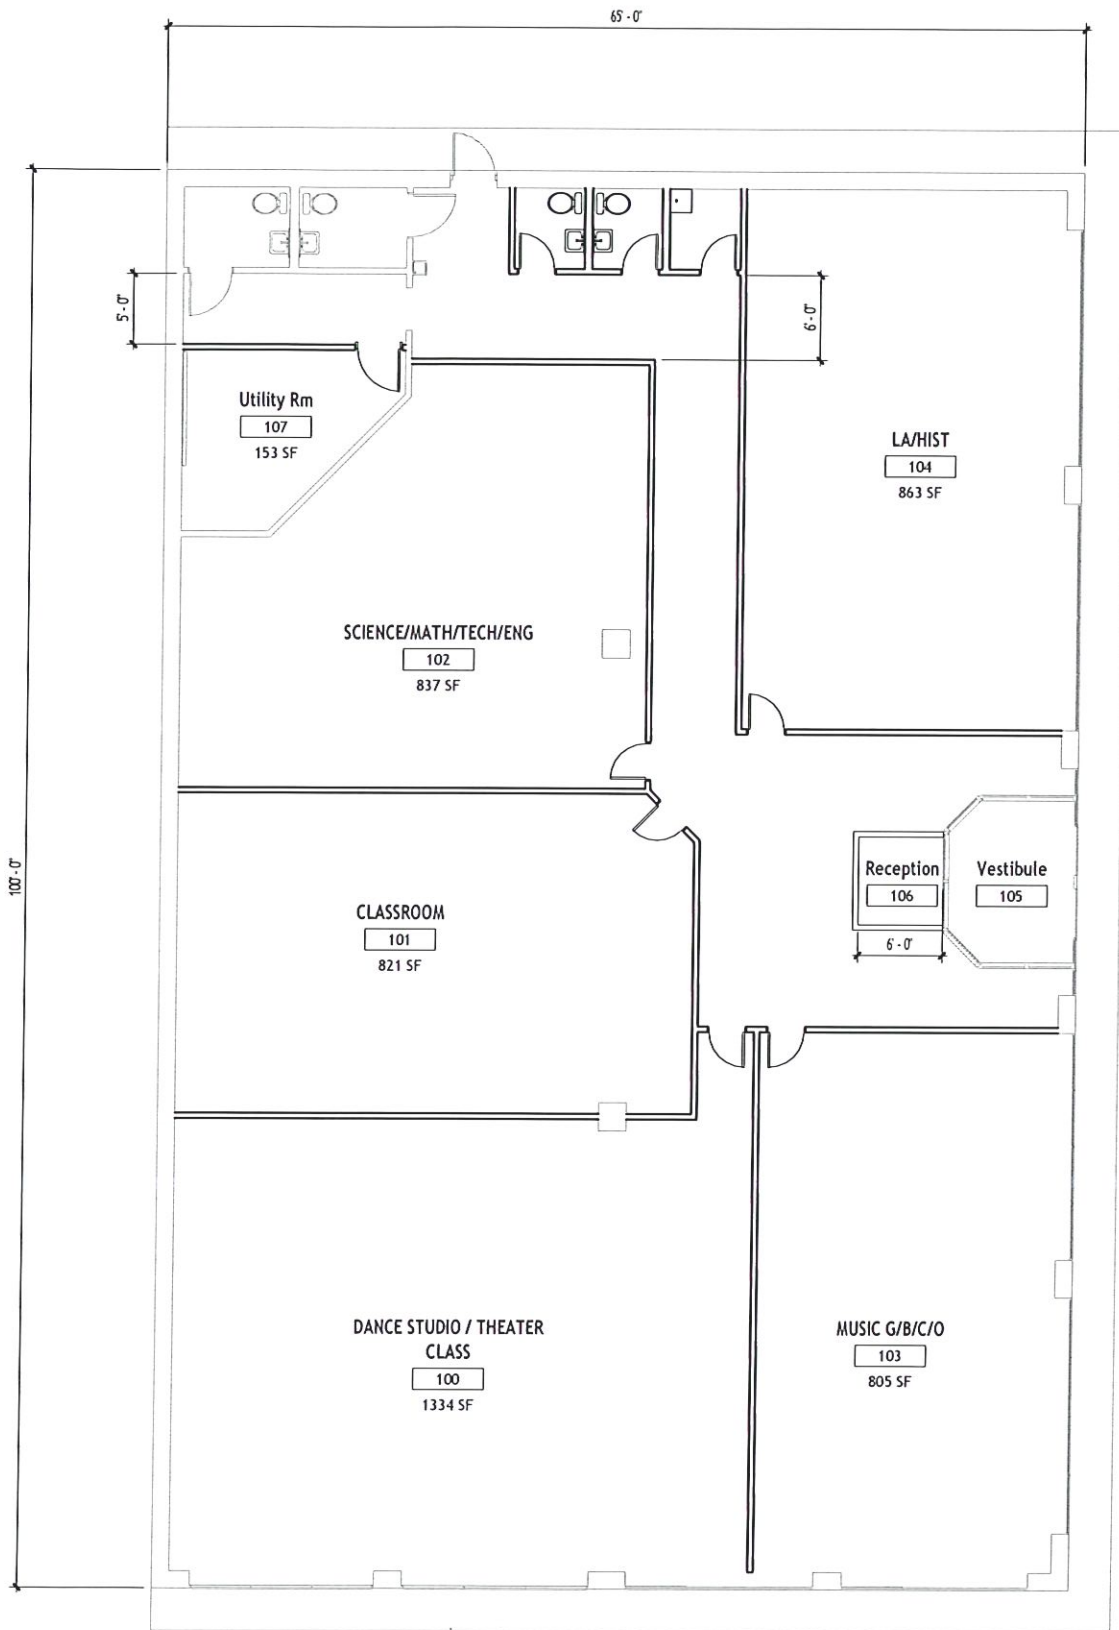 65' - 0"
100' - 0"
5' - 0"
6' - 0"
Utility Rm
107
153 SF
LA/HIST
104
863 SF
SCIENCE/MATH/TECH/ENG
102
837 SF
Reception
106
6' - 0"
Vestibule
105
CLASSROOM
101
821 SF
DANCE STUDIO / THEATER
CLASS
100
1334 SF
MUSIC G/B/C/O
103
805 SF